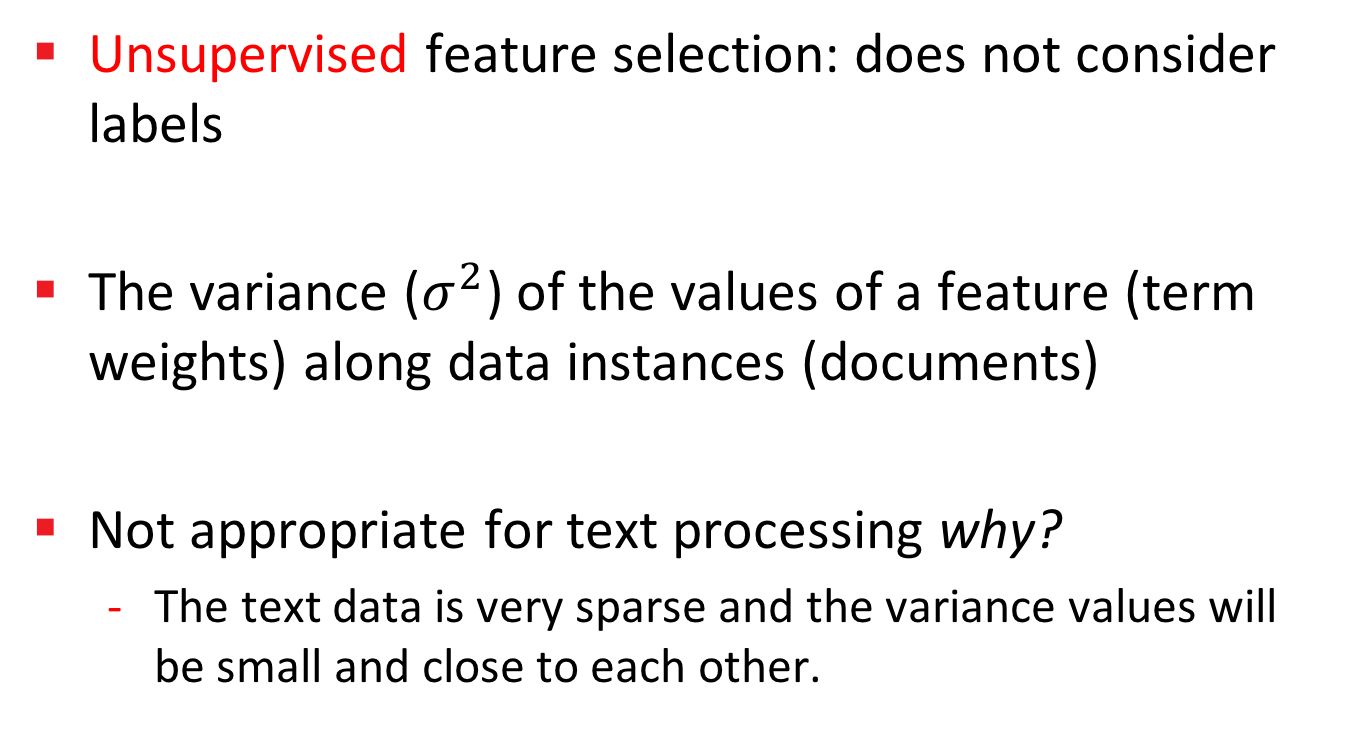 ▪ Unsupervised feature selection: does not consider
labels
▪ The variance (𝜎²) of the values of a feature (term
weights) along data instances (documents)
▪ Not appropriate for text processing why?
- The text data is very sparse and the variance values will
be small and close to each other.